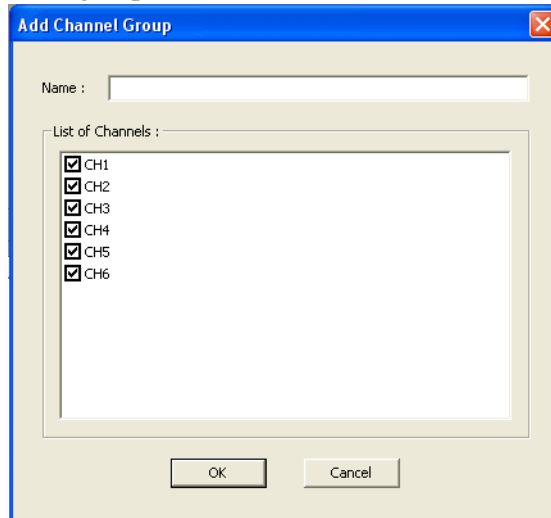 Add Channel Group
Name :
List of Channels :
CH1
CH2
CH3
CH4
CH5
CH6
OK
Cancel